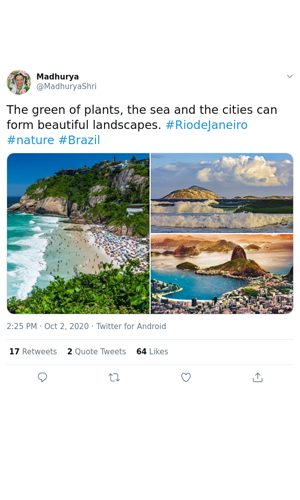 Madhurya
@MadhuryaShri
The green of plants, the sea and the cities can
form beautiful landscapes. #RiodeJaneiro
#nature #Brazil
2:25 PM · Oct 2, 2020 · Twitter for Android
17 Retweets 2 Quote Tweets 64 Likes